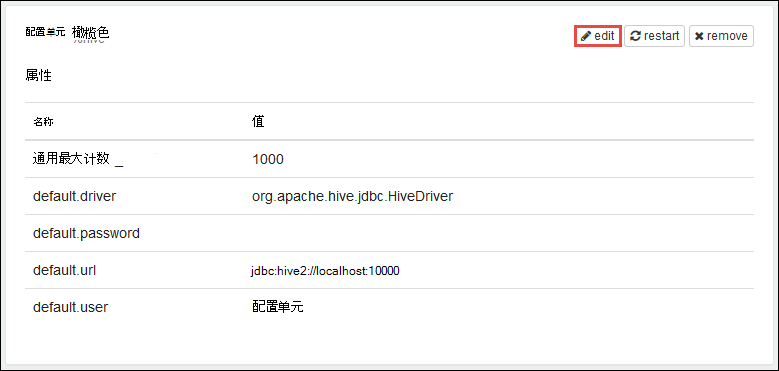 配置单元 橄榄色
edit restart remove
属性
名称 值
通用最大计数 _ 1000
default.driver org.apache.hive.jdbc.HiveDriver
default.password
default.url jdbc:hive2://localhost:10000
default.user 配置单元